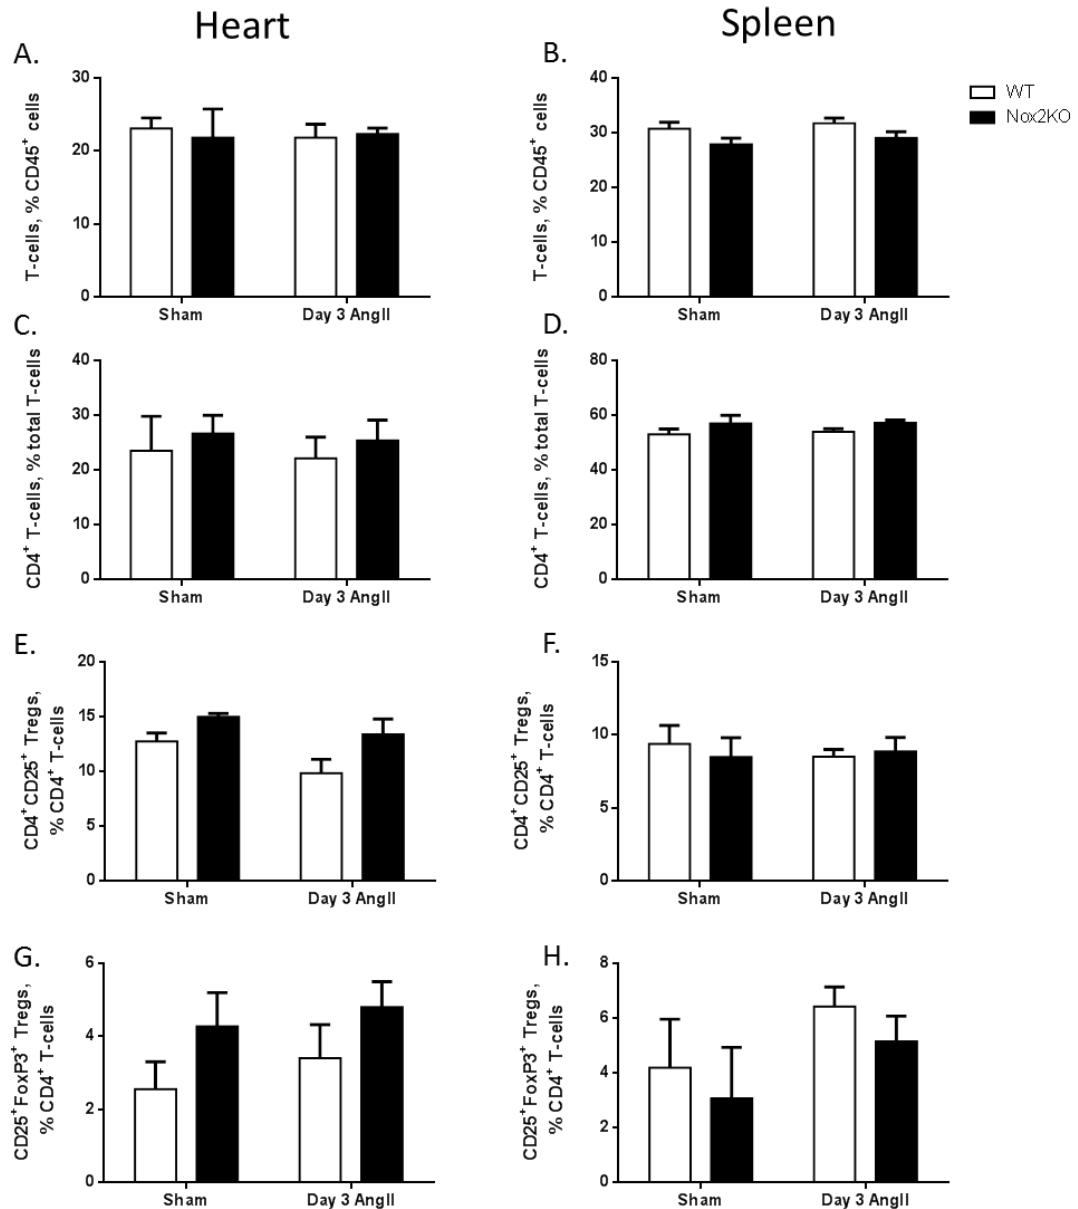 Heart
Spleen
A.
B.
T-cells, % CD45⁺ cells
30
20
10
0
Sham
Day 3 AngII
T-cells, % CD45⁺ cells
40
30
20
10
0
Sham
Day 3 AngII
WT
Nox2KO
C.
D.
CD4⁺ T-cells, % total T-cells
40
30
20
10
0
Sham
Day 3 AngII
CD4⁺ T-cells, % total T-cells
80
60
40
20
0
Sham
Day 3 AngII
E.
F.
CD4⁺CD25⁺ Tregs,
% CD4⁺ T-cells
20
15
10
5
0
Sham
Day 3 AngII
CD4⁺CD25⁺ Tregs,
% CD4⁺ T-cells
15
10
5
0
Sham
Day 3 AngII
G.
H.
CD25⁺FoxP3⁺ Tregs,
% CD4⁺ T-cells
6
4
2
0
Sham
Day 3 AngII
CD25⁺FoxP3⁺ Tregs,
% CD4⁺ T-cells
8
6
4
2
0
Sham
Day 3 AngII